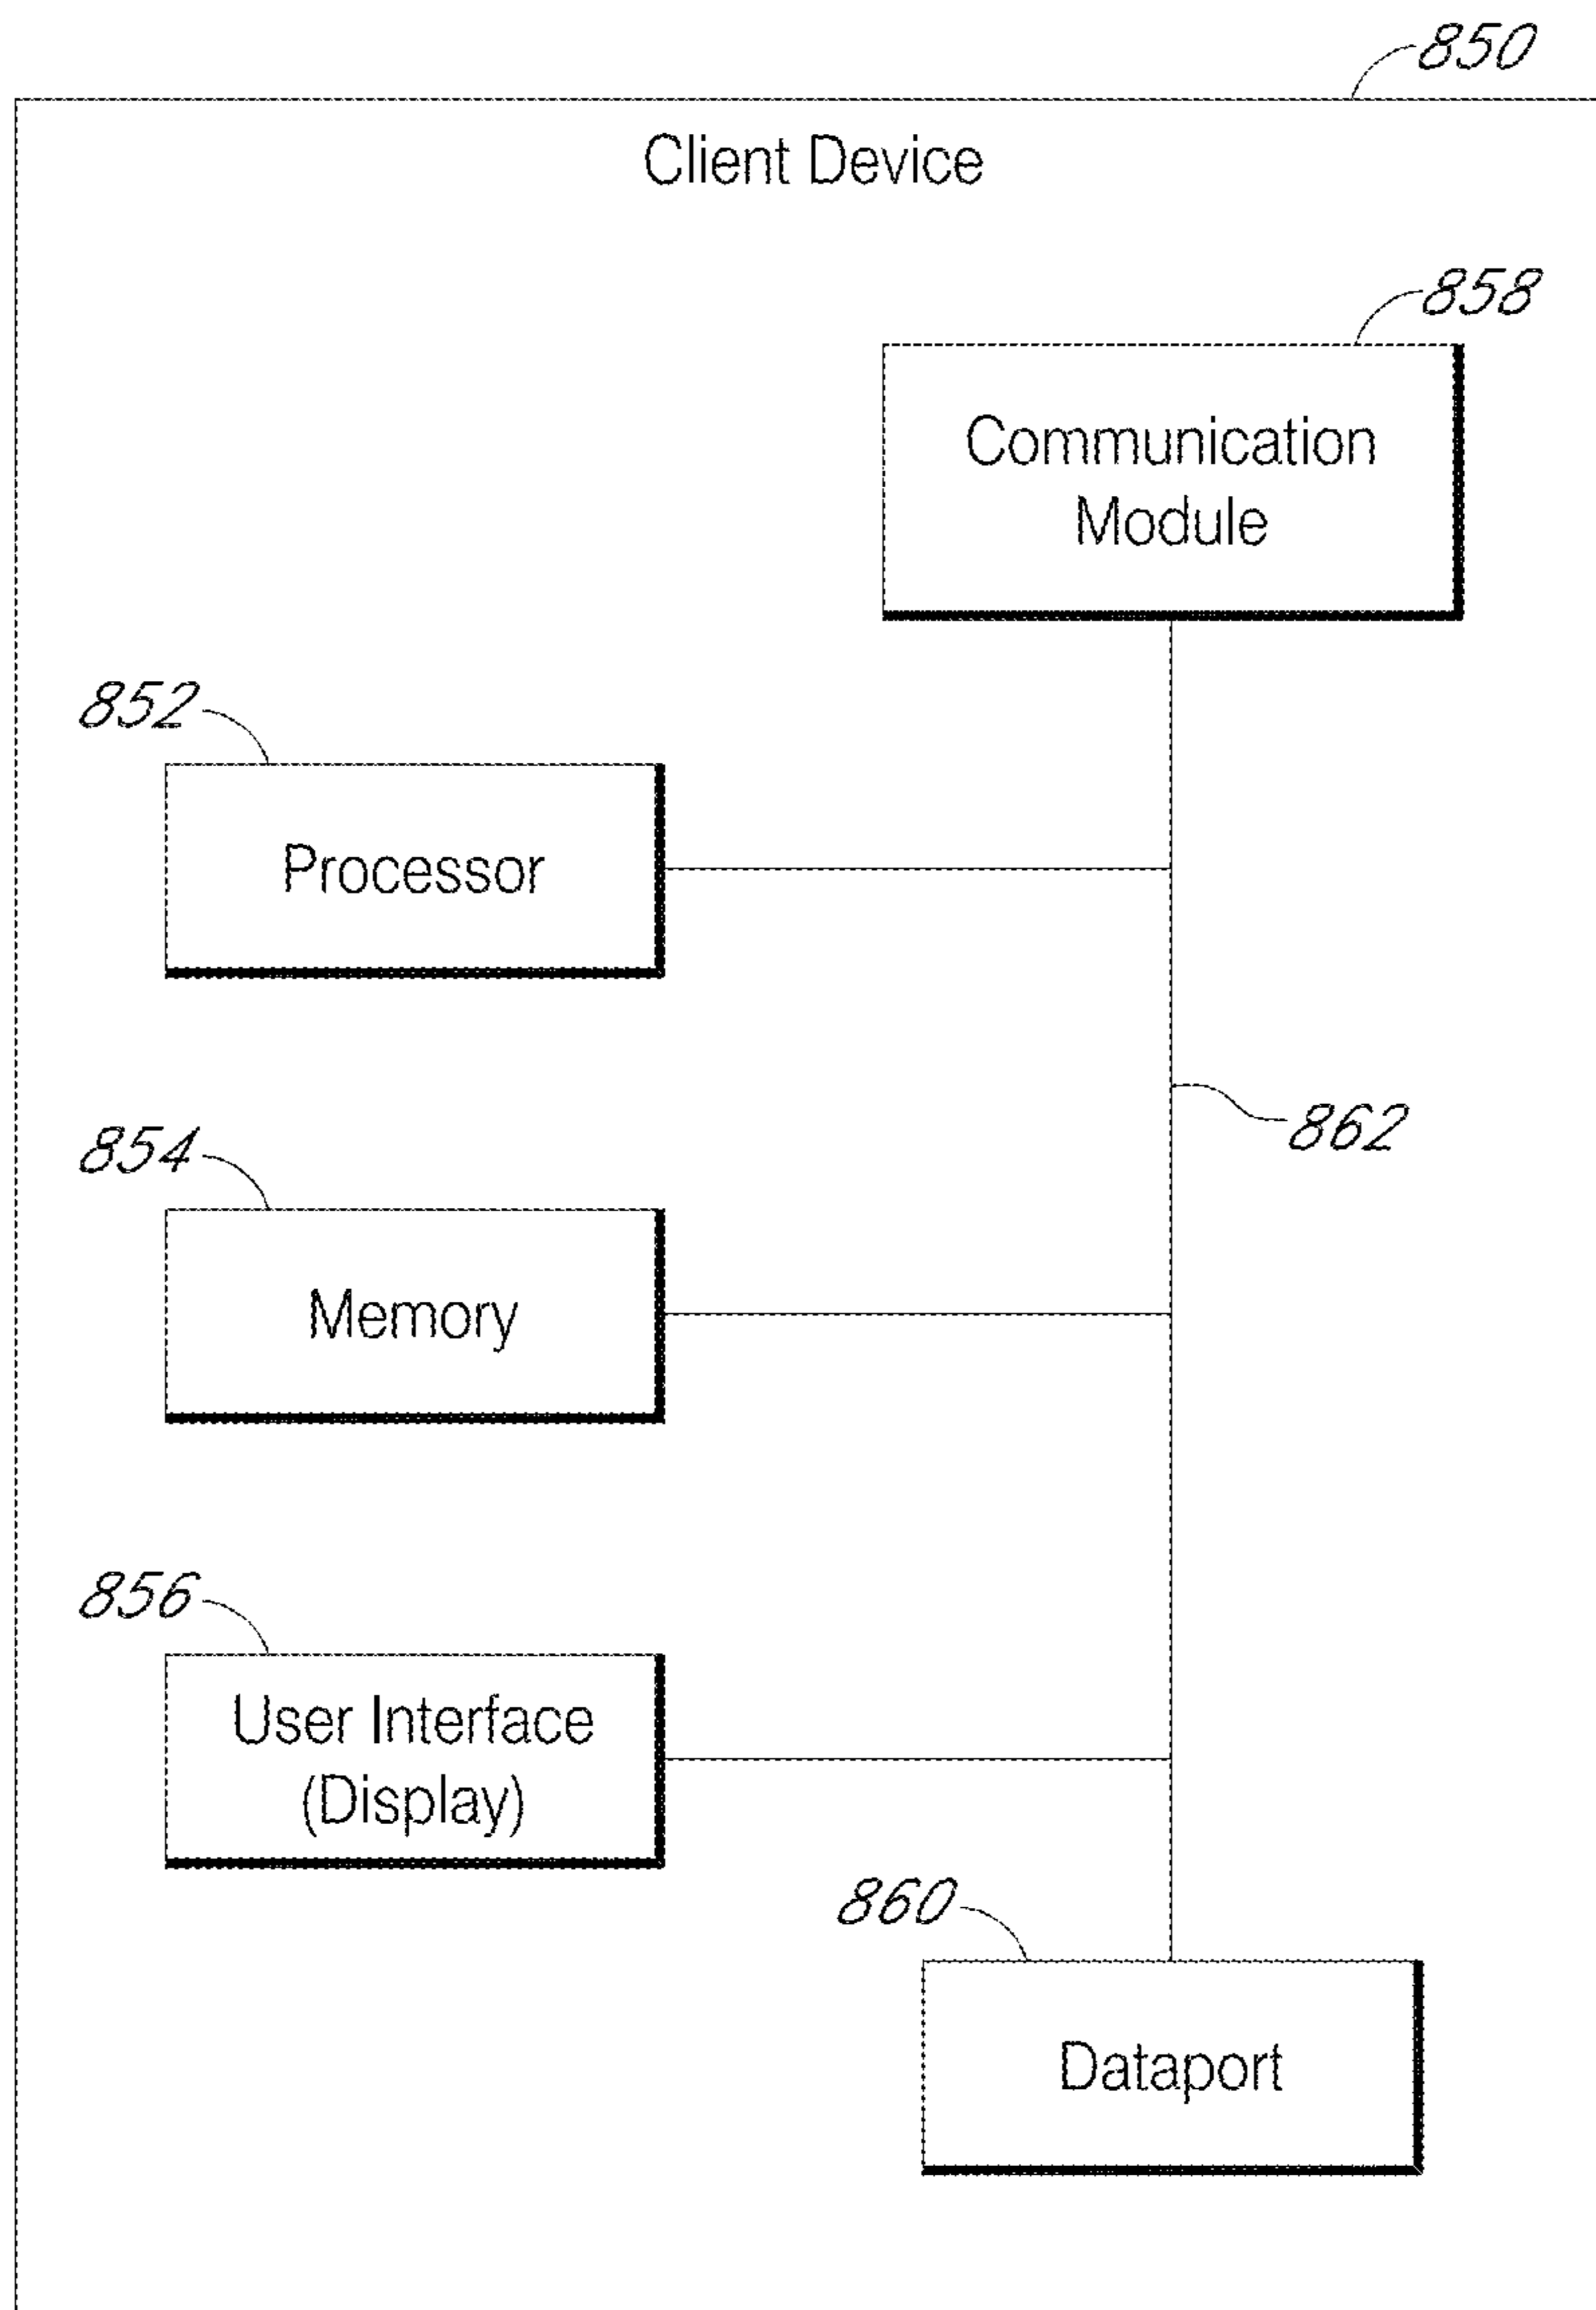 850
Client Device
858
Communication
Module
852
Processor
862
854
Memory
856
User Interface
(Display)
860
Dataport